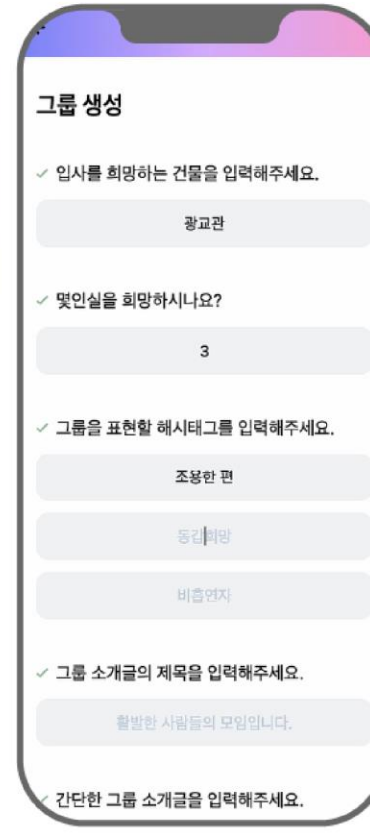 그룹 생성
입사를 희망하는 건물을 입력해주세요.
광교관
몇인실을 희망하시나요?
3
그룹을 표현할 해시태그를 입력해주세요.
조용한 편
동갑희망
비흡연자
그룹 소개글의 제목을 입력해주세요.
활발한 사람들의 모임입니다.
간단한 그룹 소개글을 입력해주세요.